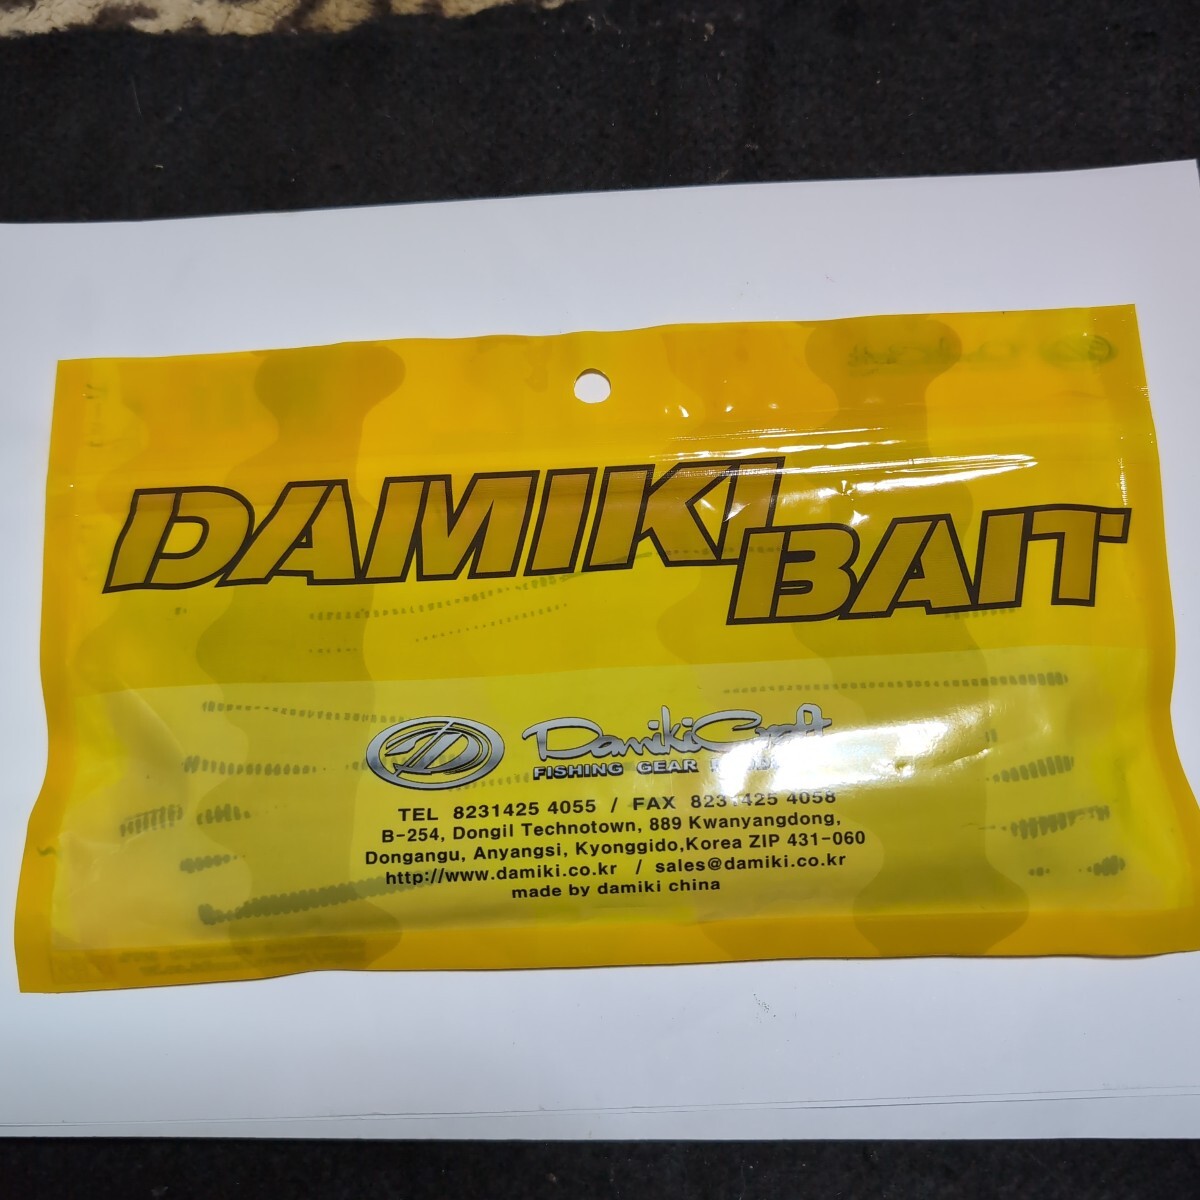 DAMIKI
BAIT
DamikiCraft
FISHING GEAR
TEL 8231425 4055 / FAX 8231425 4058
B-254, Dongil Technotown, 889 Kwanyangdong,
Dongangu, Anyangsi, Kyonggido,Korea ZIP 431-060
http://www.damiki.co.kr / sales@damiki.co.kr
made by damiki china